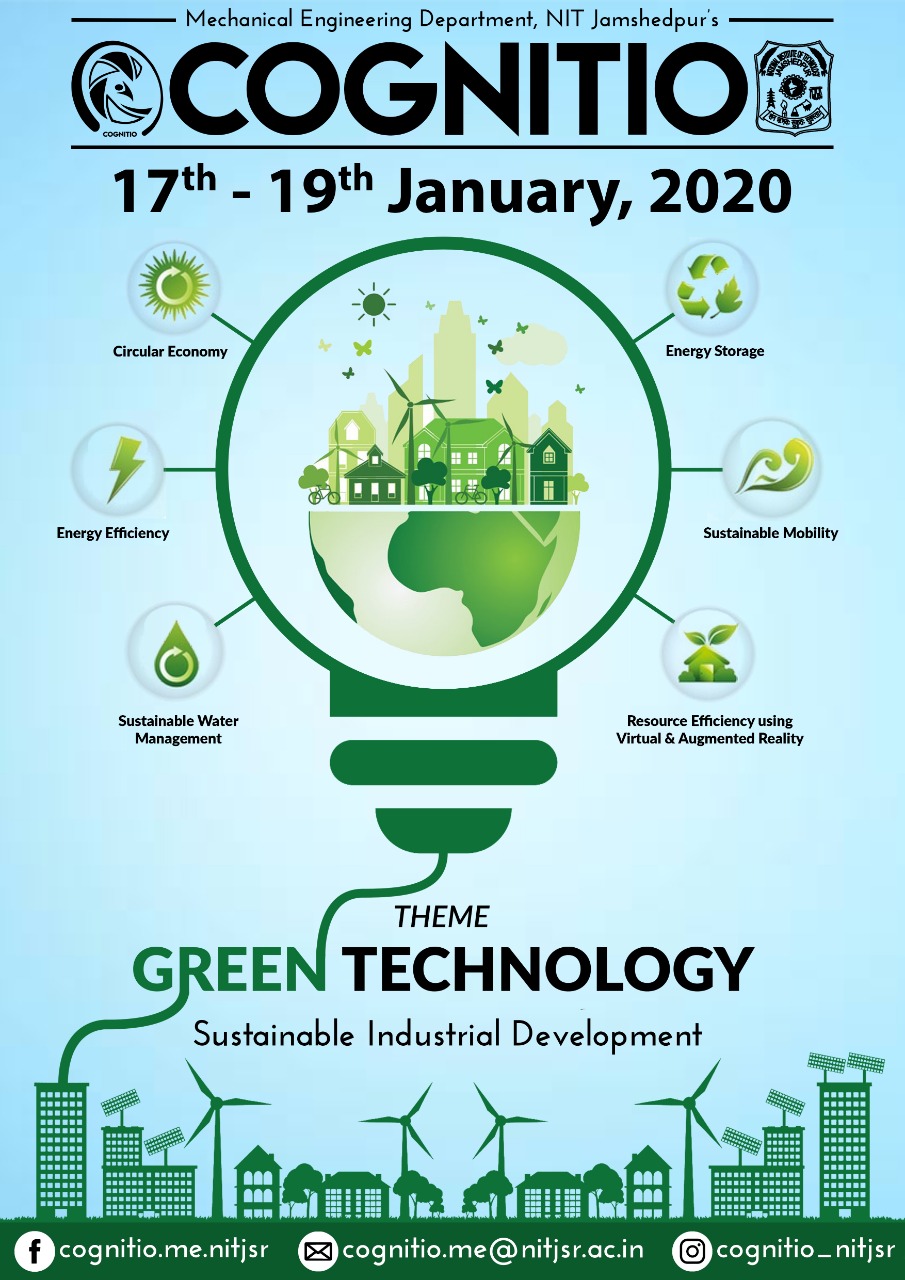 Mechanical Engineering Department, NIT Jamshedpur's
COGNITIO
COGNITIO
17th - 19th January, 2020
Circular Economy
Energy Storage
Energy Efficiency
Sustainable Mobility
Sustainable Water
Management
Resource Efficiency using
Virtual & Augmented Reality
THEME
GREEN TECHNOLOGY
Sustainable Industrial Development
cognitio.me.nitjsr
cognitio.me@nitjsr.ac.in
cognitio_nitjsr